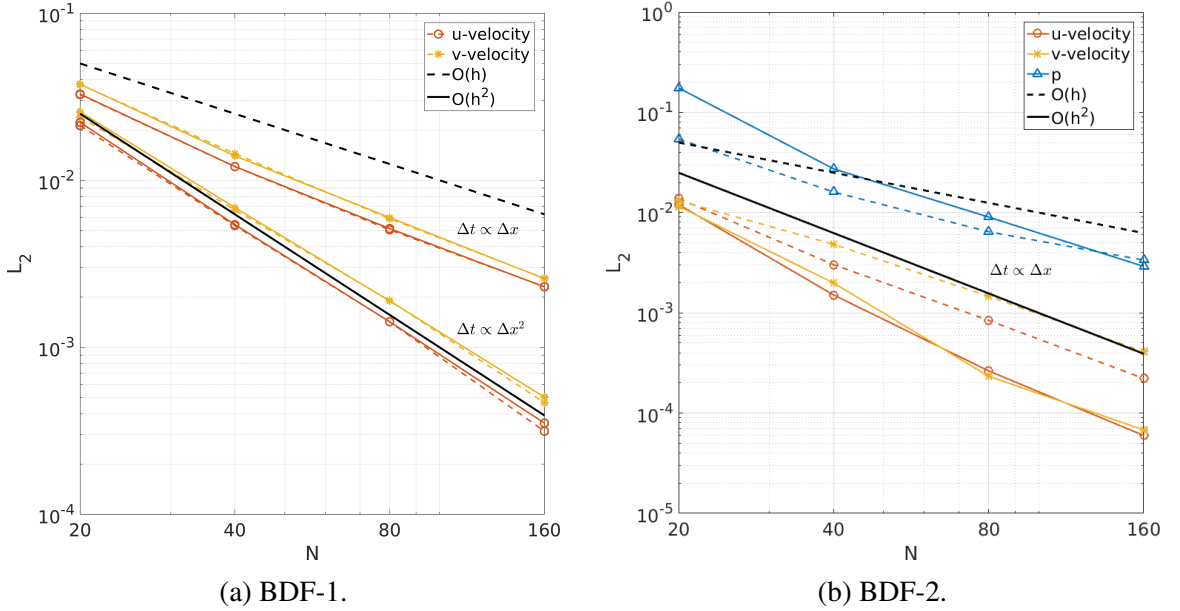 10^-1
10^-2
10^-3
10^-4
L_2
20
40
80
160
N
u-velocity
v-velocity
O(h)
O(h^2)
Δt ∝ Δx
Δt ∝ Δx^2
(a) BDF-1.
10^0
10^-1
10^-2
10^-3
10^-4
10^-5
L_2
20
40
80
160
N
u-velocity
v-velocity
p
O(h)
O(h^2)
Δt ∝ Δx
(b) BDF-2.